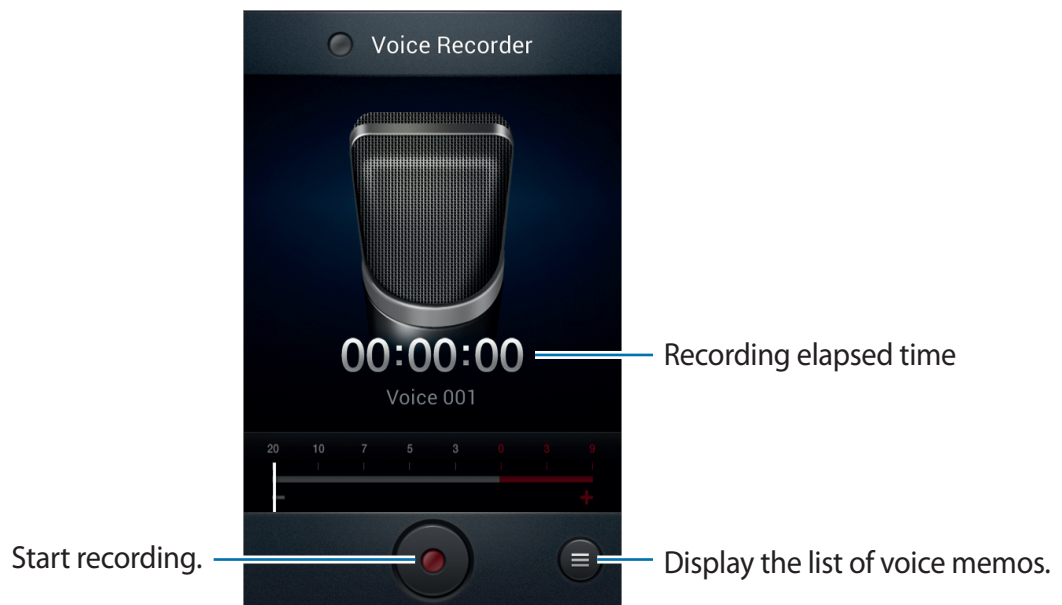 Voice Recorder
00:00:00
Recording elapsed time
Voice 001
20 10 7 5 3 0 3 9
- +
Start recording.
Display the list of voice memos.